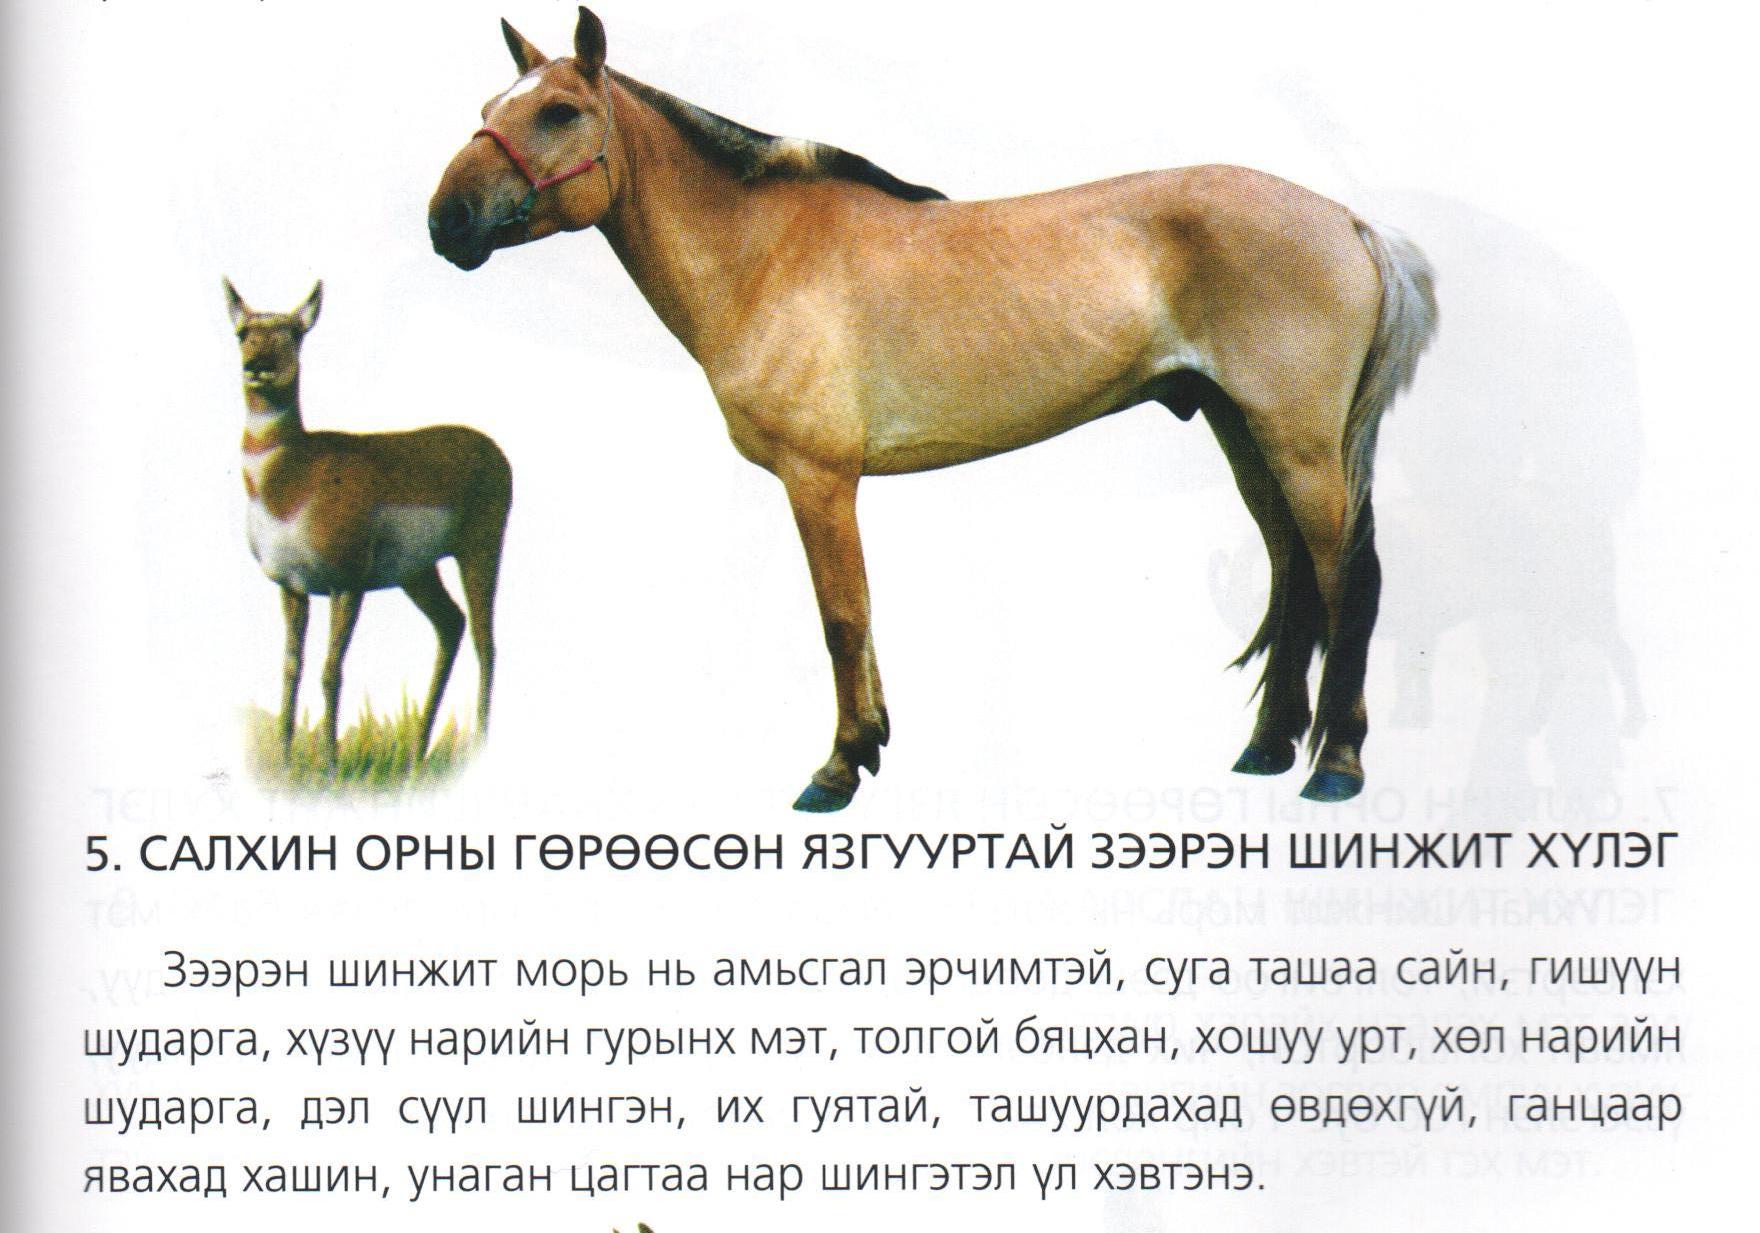 5. САЛХИН ОРНЫ ГӨРӨӨСӨН ЯЗГУУРТАЙ ЗЭЭРЭН ШИНЖИТ ХҮЛЭГ
Зээрэн шинжит морь нь амьсгал эрчимтэй, суга ташаа сайн, гишүүн
шударга, хүзүү нарийн гурынх мэт, толгой бяцхан, хошуу урт, хөл нарийн
шударга, дэл сүүл шингэн, их гуятай, ташуурдахад өвдөхгүй, ганцаар
явахад хашин, унаган цагтаа нар шингэтэл үл хэвтэнэ.